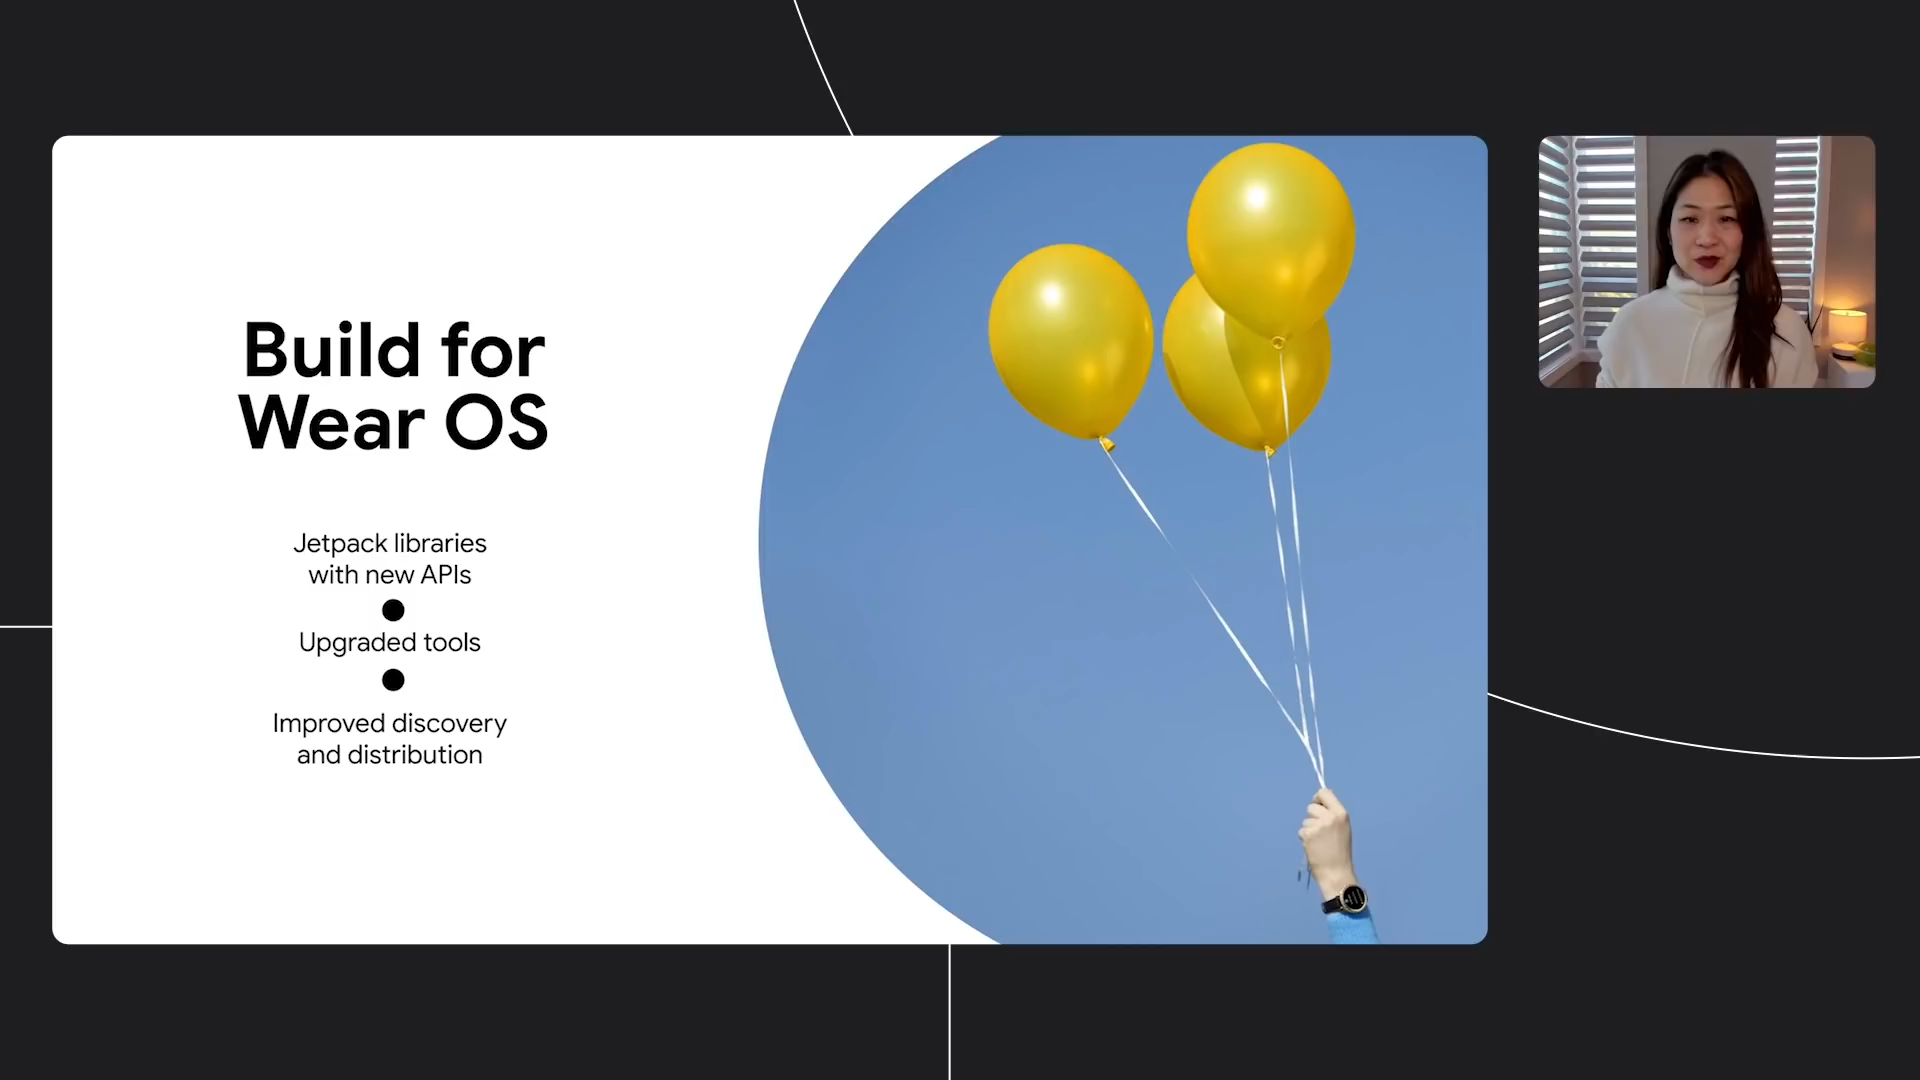 Build for
Wear OS
Jetpack libraries
with new APIs
Upgraded tools
Improved discovery
and distribution